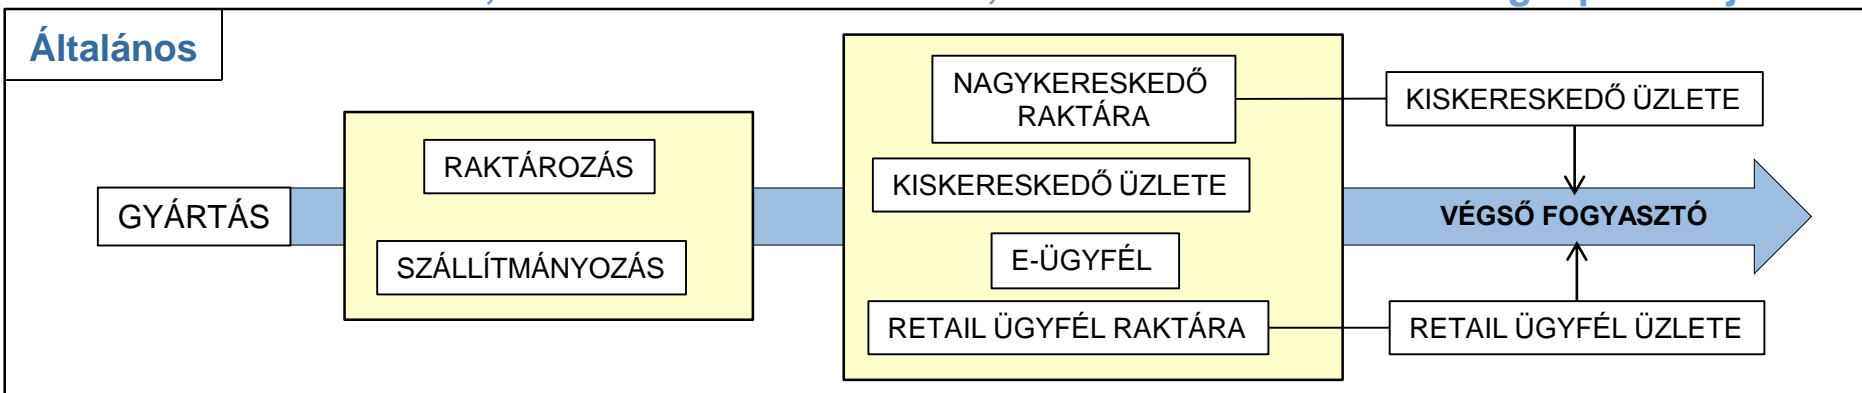 Általános
GYÁRTÁS
RAKTÁROZÁS
SZÁLLÍTMÁNYOZÁS
NAGYKERESKEDŐ
RAKTÁRA
KISKERESKEDŐ ÜZLETE
E-ÜGYFÉL
RETAIL ÜGYFÉL RAKTÁRA
KISKERESKEDŐ ÜZLETE
VÉGSŐ FOGYASZTÓ
RETAIL ÜGYFÉL ÜZLETE